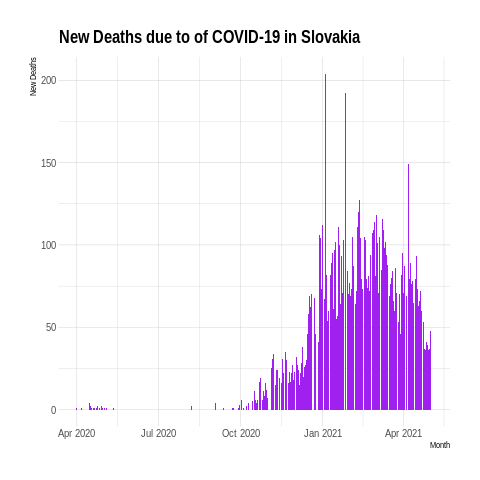 New Deaths due to of COVID-19 in Slovakia
New Deaths
200
150
100
50
0
Apr 2020 Jul 2020 Oct 2020 Jan 2021 Apr 2021
Month